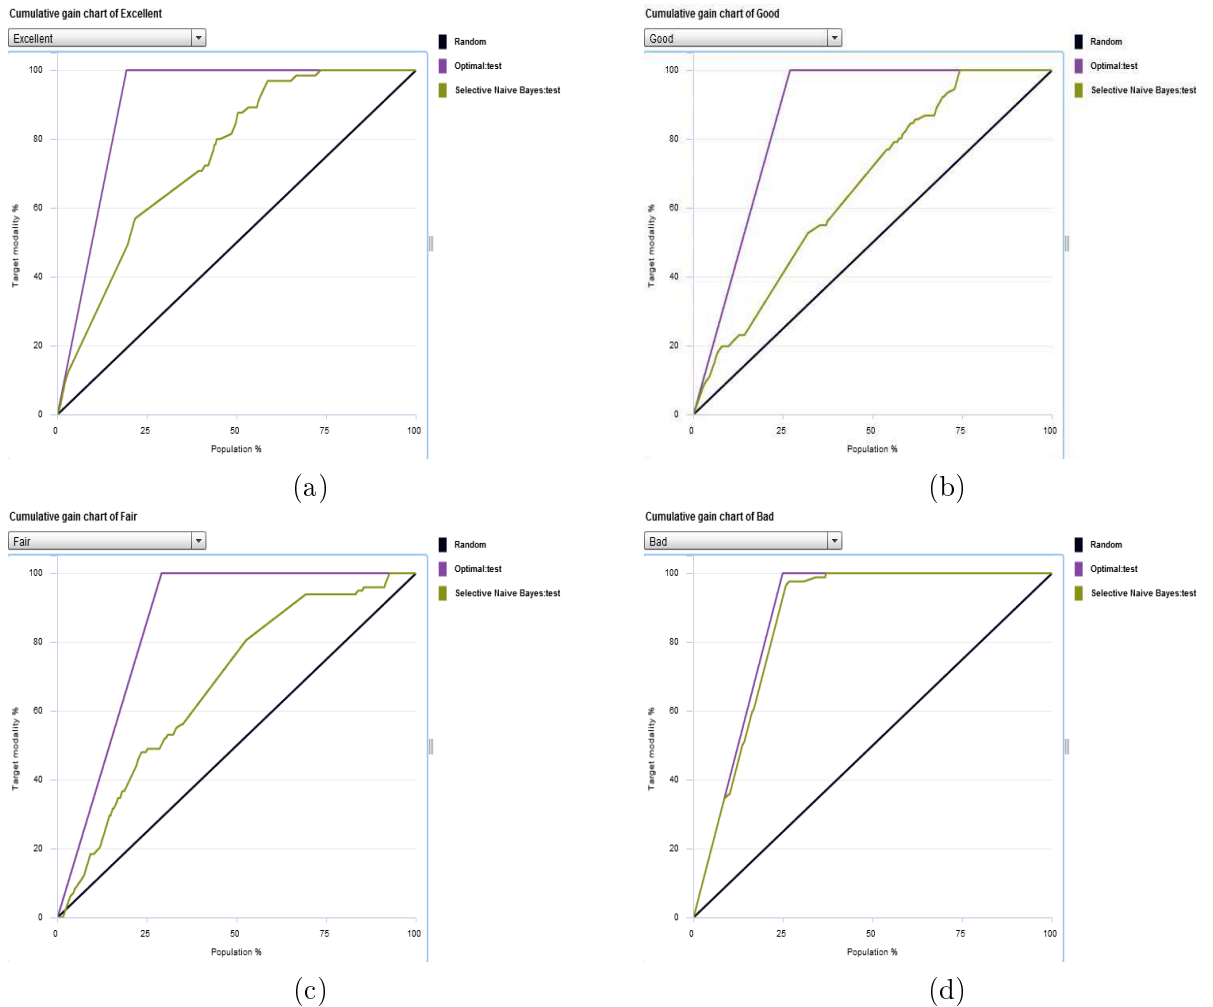 Cumulative gain chart of Excellent
Excellent
Random
Optimal:test
Selective Naive Bayes:test
100
80
60
40
20
0
Target modality %
0 25 50 75 100
Population %
(a)
Cumulative gain chart of Good
Good
Random
Optimal:test
Selective Naive Bayes:test
100
80
60
40
20
0
Target modality %
0 25 50 75 100
Population %
(b)
Cumulative gain chart of Fair
Fair
Random
Optimal:test
Selective Naive Bayes:test
100
80
60
40
20
0
Target modality %
0 25 50 75 100
Population %
(c)
Cumulative gain chart of Bad
Bad
Random
Optimal:test
Selective Naive Bayes:test
100
80
60
40
20
0
Target modality %
0 25 50 75 100
Population %
(d)